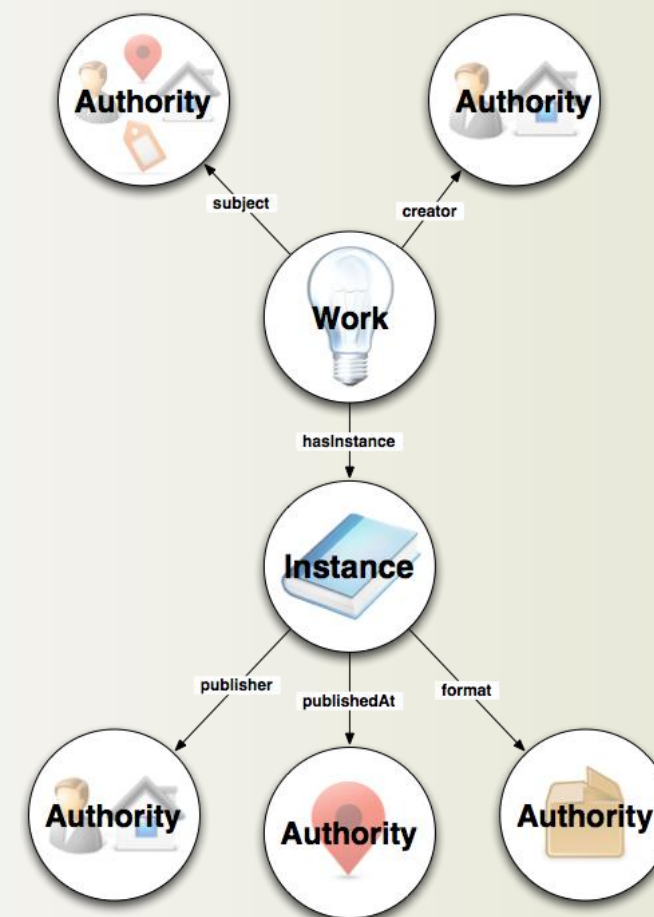 Authority
Authority
subject
creator
Work
hasInstance
Instance
publisher
publishedAt
format
Authority
Authority
Authority